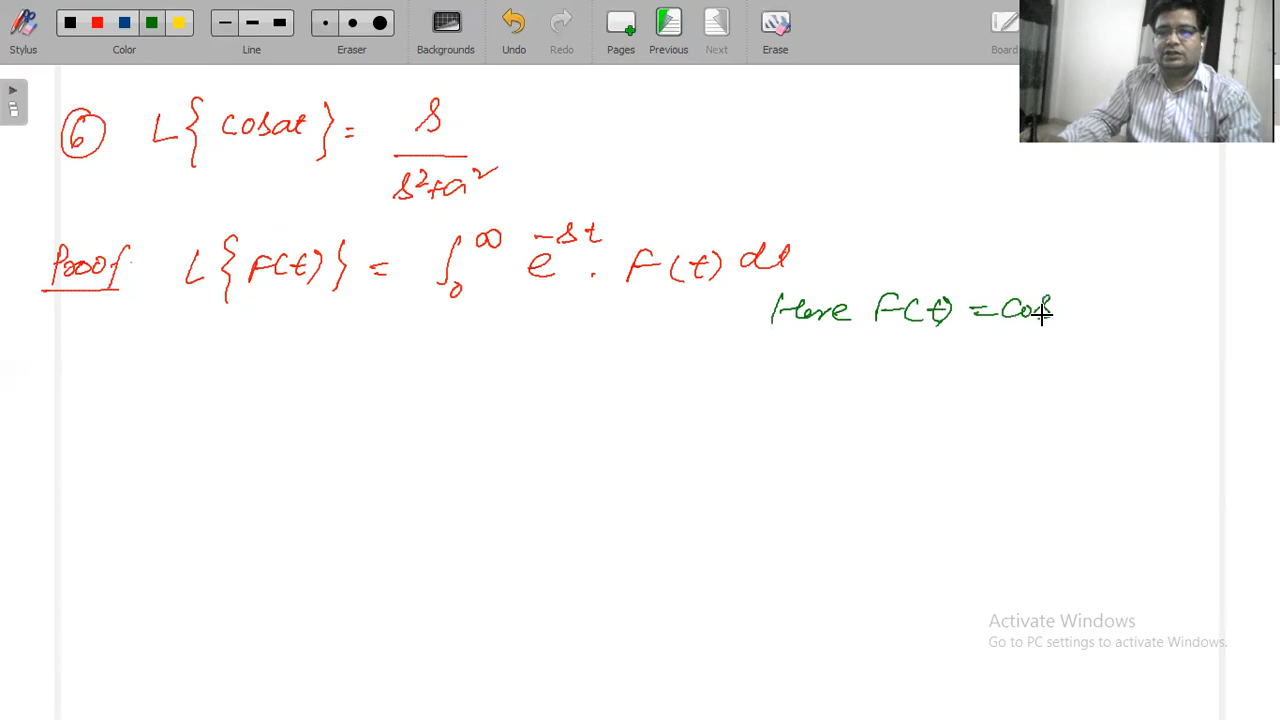 Stylus Color Line Eraser Backgrounds Undo Redo Pages Previous Next Erase Board
⑥ L{cosat} = s/(s²+a²)
Proof L{F(t)} = ∫₀^∞ e^(-st) . F(t) dt
Here F(t) = Cos
Activate Windows
Go to PC settings to activate Windows.